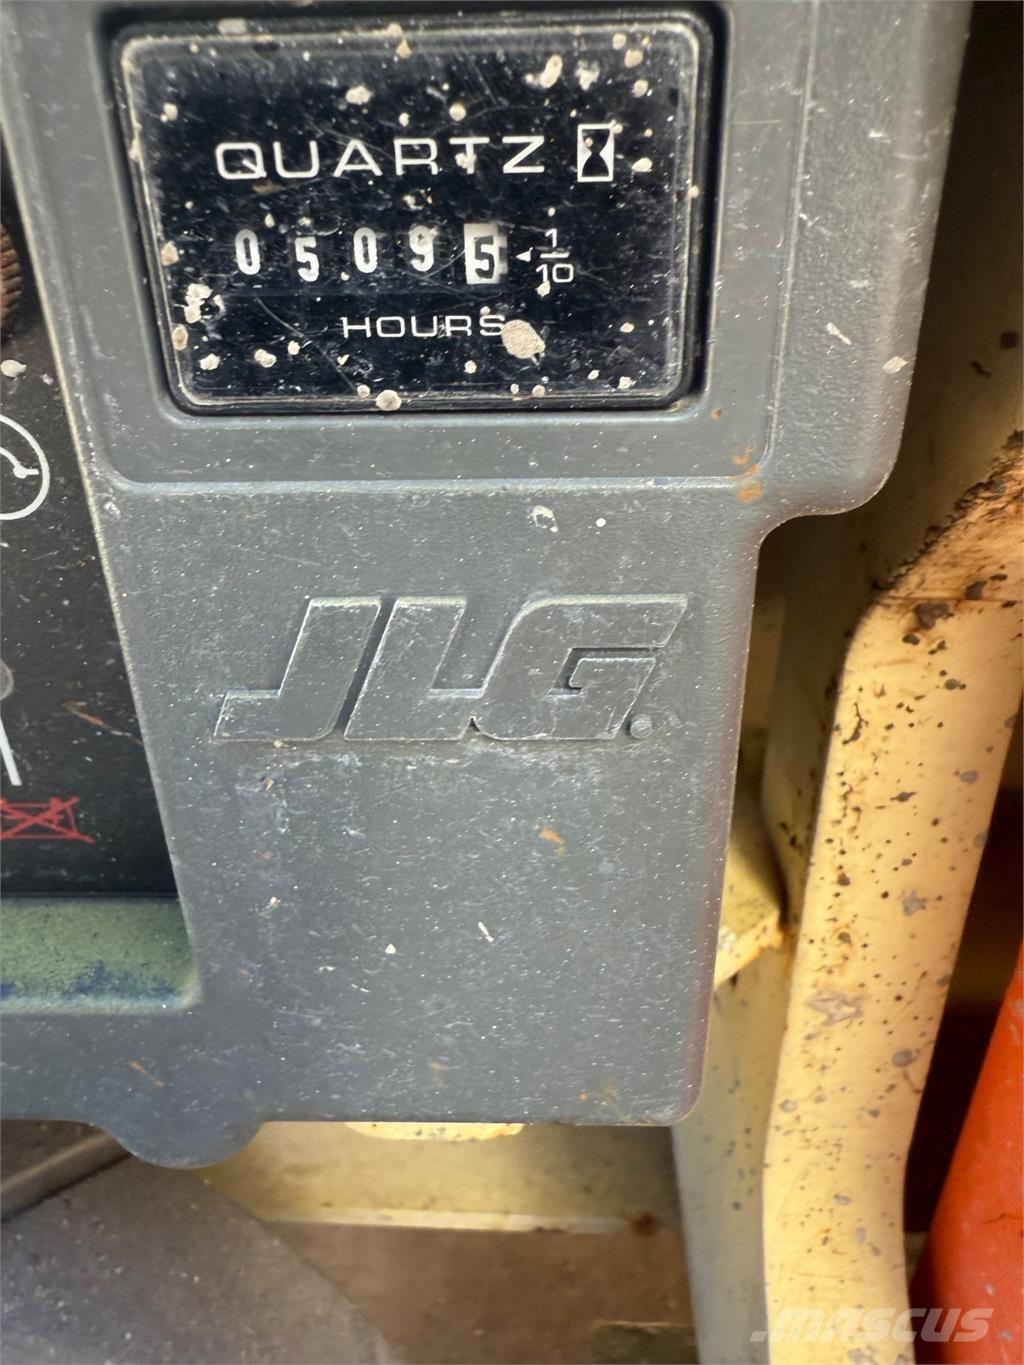 QUARTZ
05095 1/10
HOURS
JLG.
MASCUS